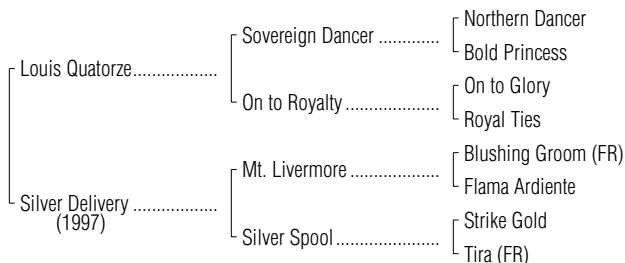 Northern Dancer
Sovereign Dancer ............
Bold Princess
Louis Quatorze.................
On to Glory
On to Royalty ...................
Royal Ties
Blushing Groom (FR)
Mt. Livermore ..................
Flama Ardiente
Silver Delivery .................
(1997)
Strike Gold
Silver Spool .....................
Tira (FR)